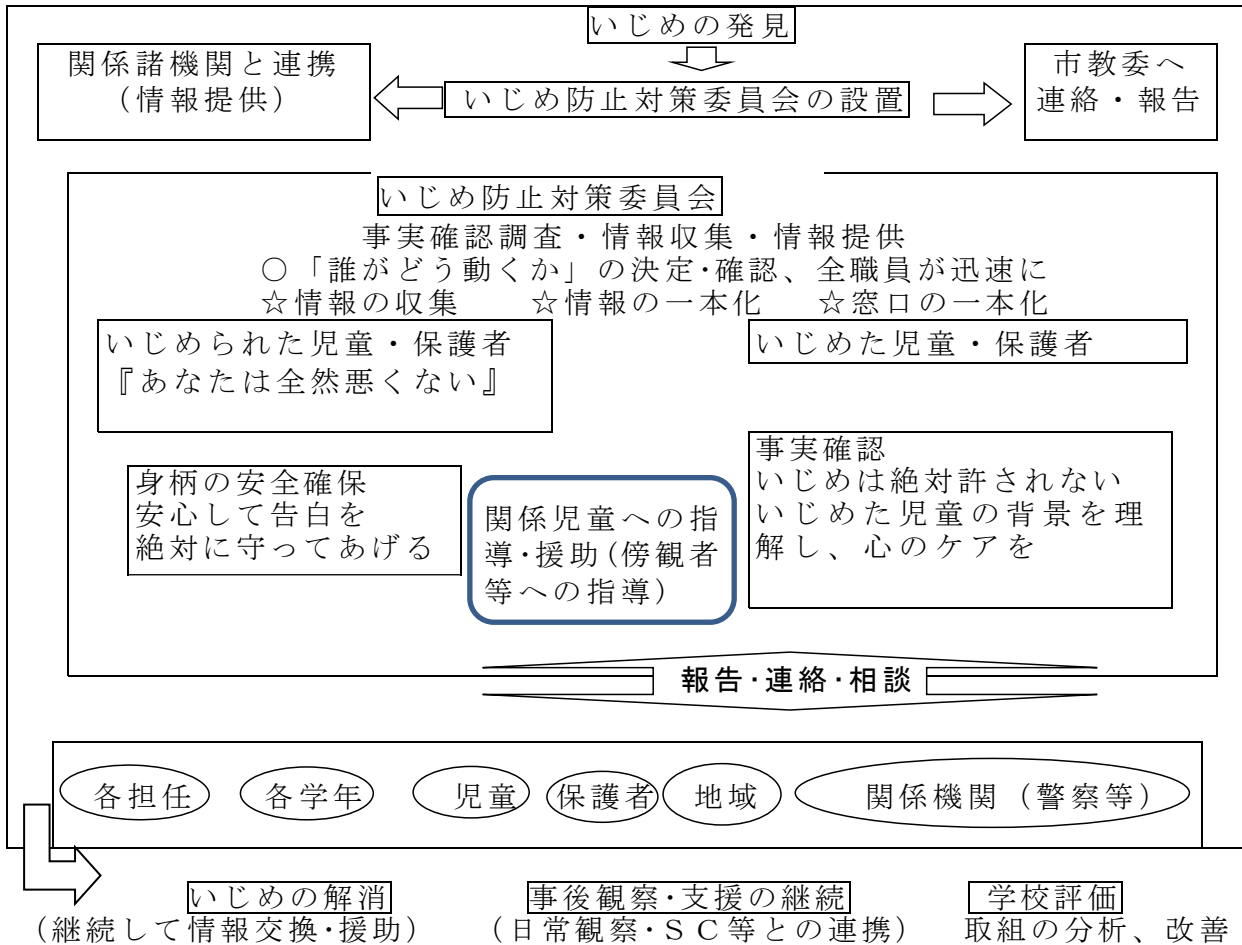 いじめの発見
関係諸機関と連携
（情報提供）
いじめ防止対策委員会の設置
市教委へ
連絡・報告
いじめ防止対策委員会
事実確認調査・情報収集・情報提供
○「誰がどう動くか」の決定・確認、全職員が迅速に
☆情報の収集　☆情報の一本化　☆窓口の一本化
いじめられた児童・保護者
『あなたは全然悪くない』
いじめた児童・保護者
身柄の安全確保
安心して告白を
絶対に守ってあげる
関係児童への指
導・援助（傍観者
等への指導）
事実確認
いじめは絶対許されない
いじめた児童の背景を理
解し、心のケアを
報告・連絡・相談
各担任　各学年　児童　保護者　地域　関係機関（警察等）
いじめの解消　事後観察・支援の継続　学校評価
（継続して情報交換・援助）　（日常観察・ＳＣ等との連携）　取組の分析、改善